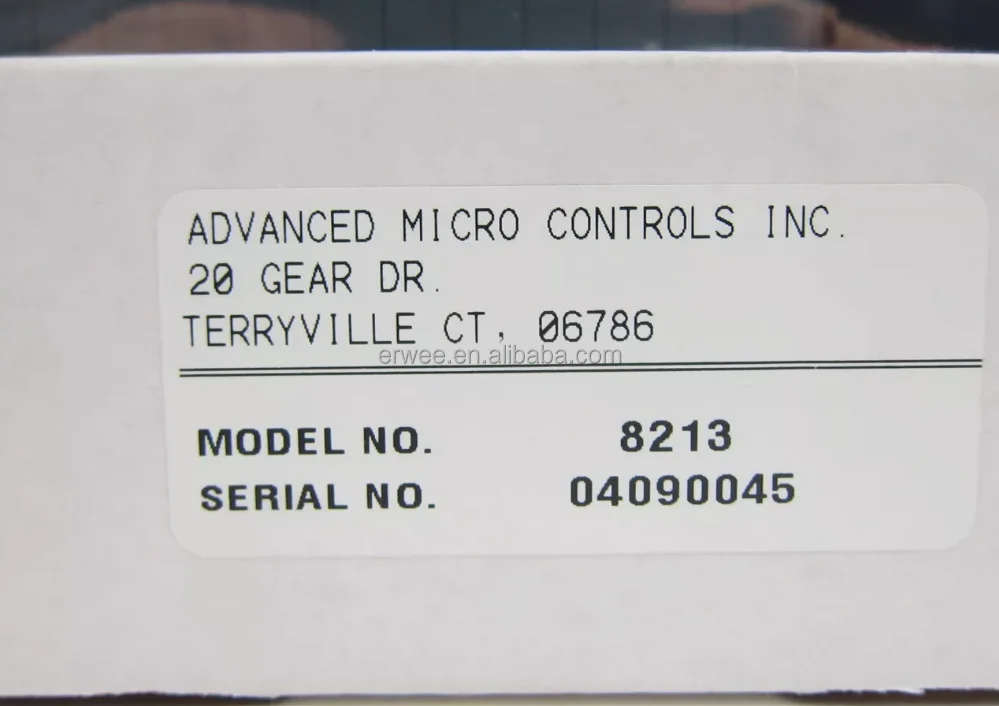 ADVANCED MICRO CONTROLS INC.
20 GEAR DR.
TERRYVILLE CT, 06786
erwee.en.alibaba.com
MODEL NO. 8213
SERIAL NO. 04090045